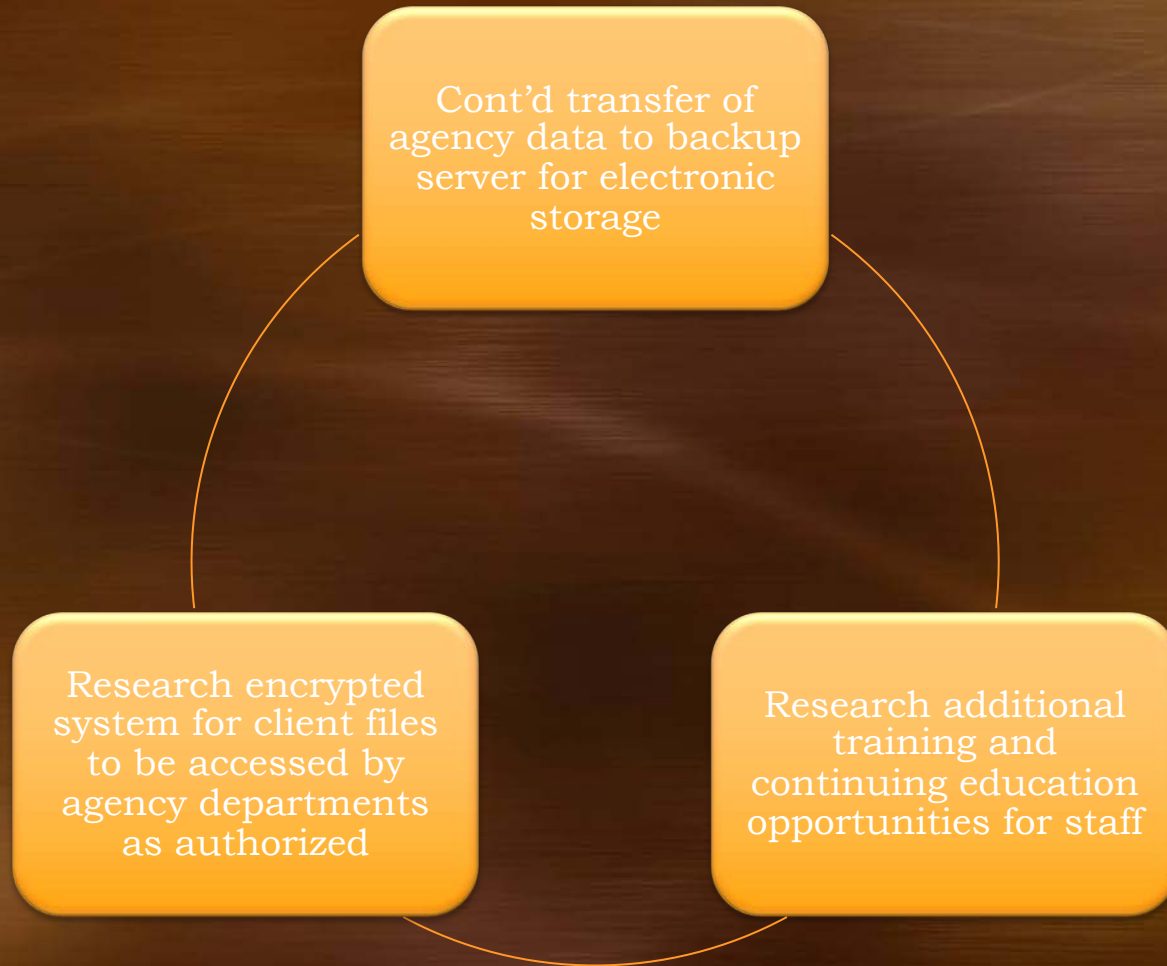 Cont’d transfer of
agency data to backup
server for electronic
storage
Research encrypted
system for client files
to be accessed by
agency departments
as authorized
Research additional
training and
continuing education
opportunities for staff